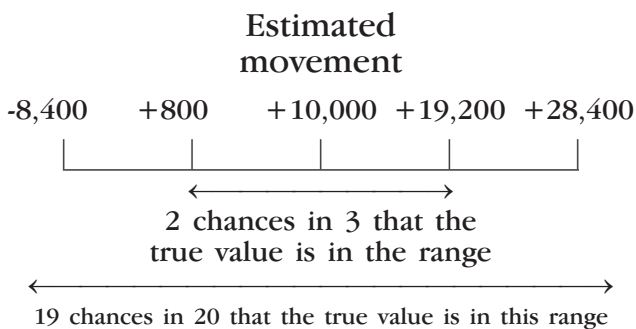 Estimated
movement
-8,400 +800 +10,000 +19,200 +28,400
2 chances in 3 that the
true value is in the range
19 chances in 20 that the true value is in this range